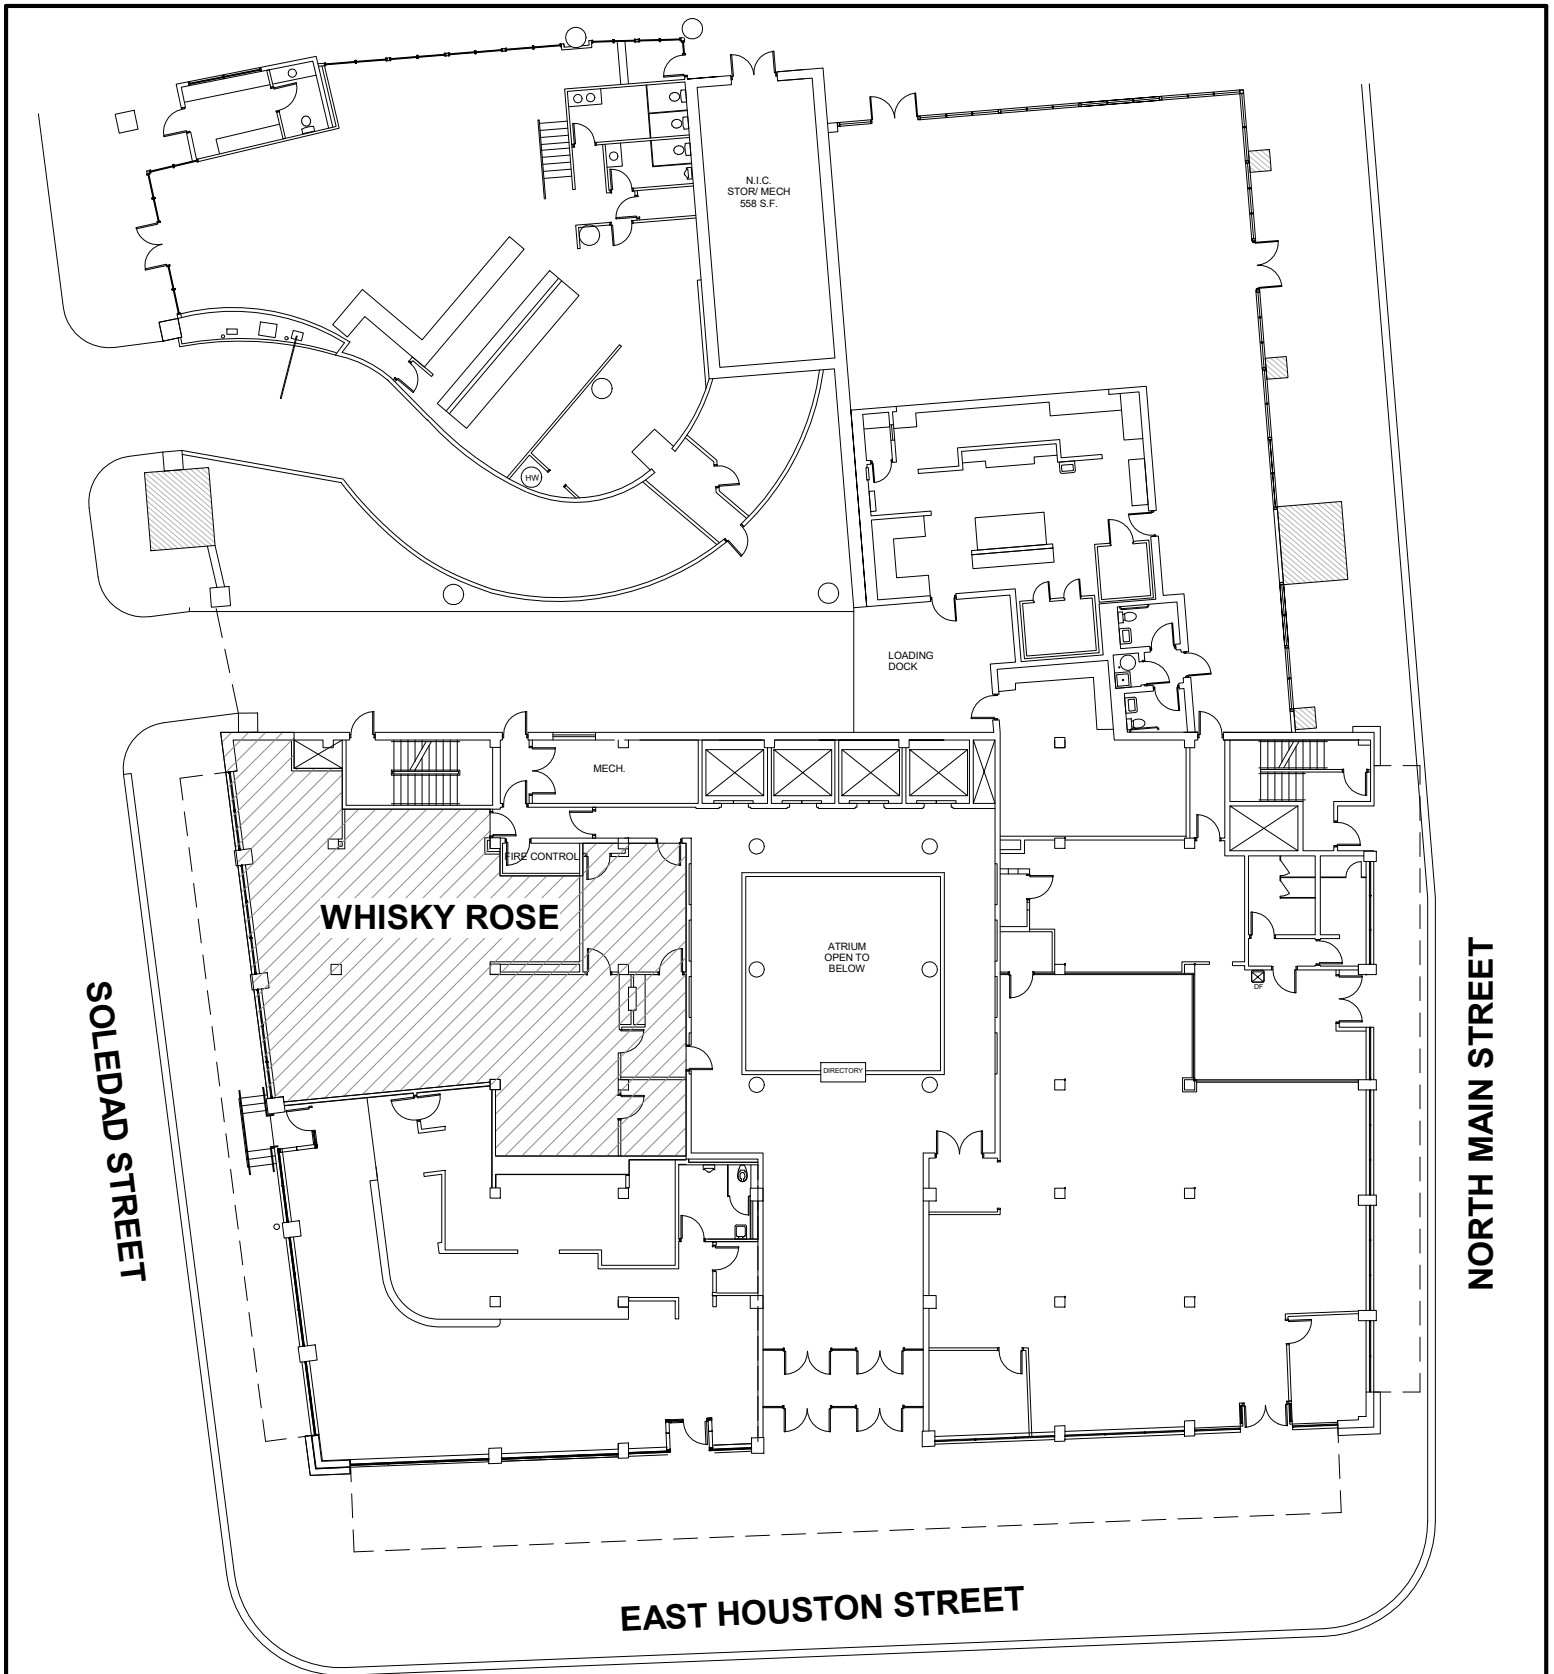 N.I.C.
STOR/ MECH
558 S.F.
HW
LOADING
DOCK
MECH.
FIRE CONTROL
WHISKY ROSE
ATRIUM
OPEN TO
BELOW
DF
DIRECTORY
SOLEDAD STREET
NORTH MAIN STREET
EAST HOUSTON STREET